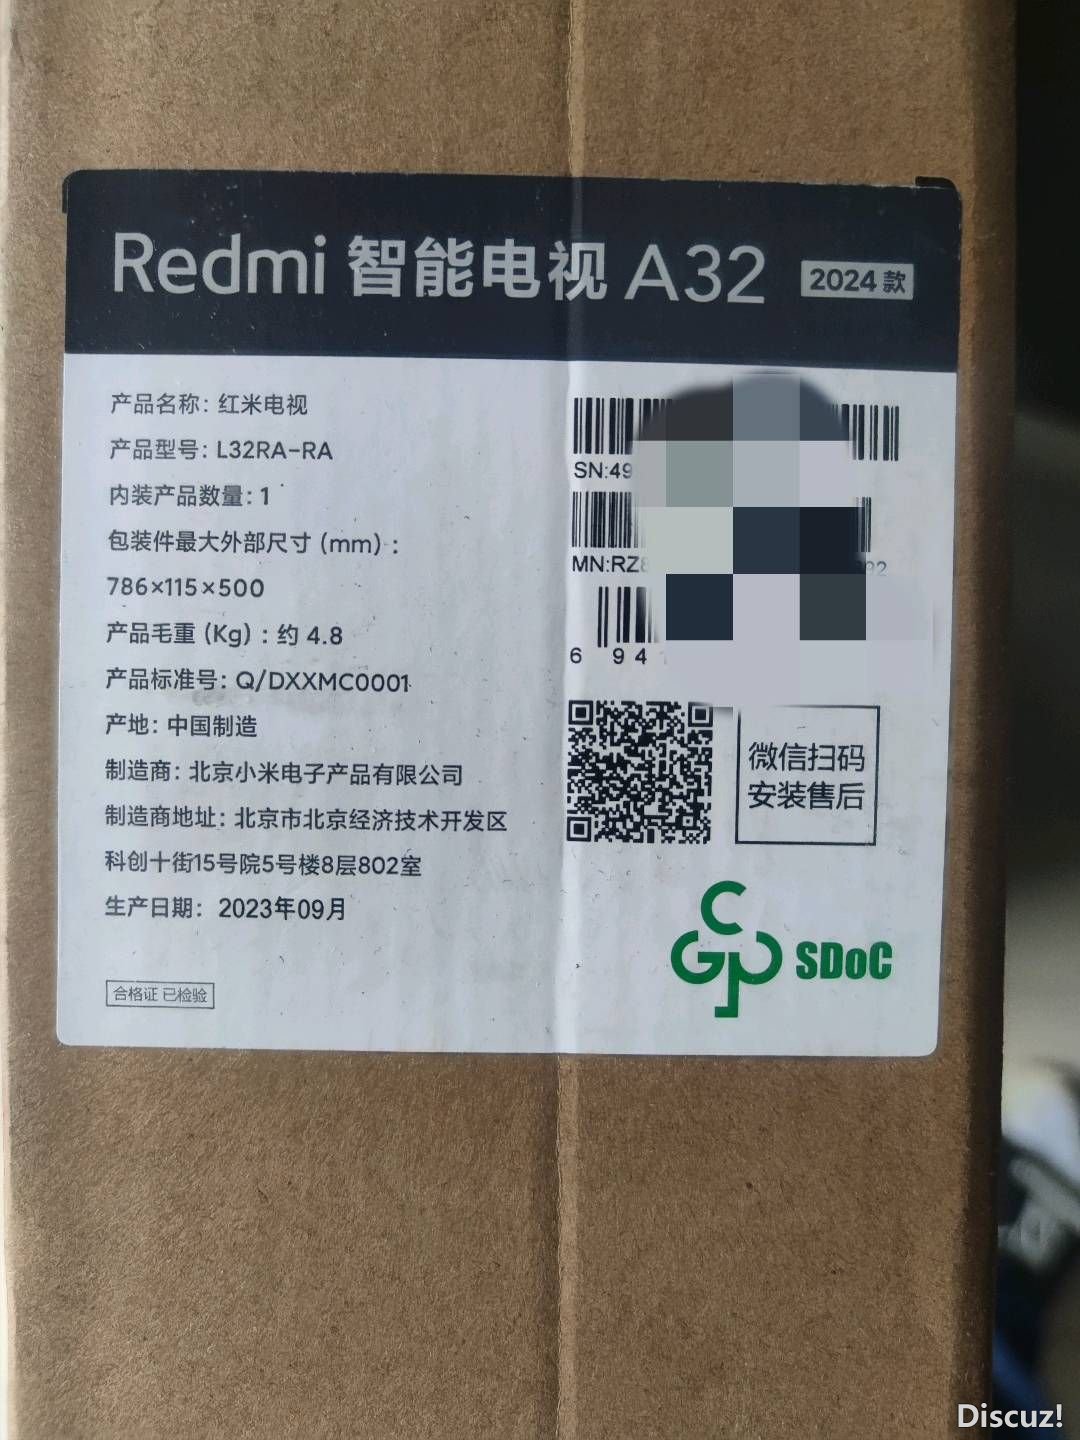 Redmi 智能电视 A32 2024 款
产品名称: 红米电视
产品型号: L32RA-RA
内装产品数量: 1
包装件最大外部尺寸 (mm) :
786×115×500
产品毛重 (Kg) : 约 4.8
产品标准号: Q/DXXMC0001
产地: 中国制造
制造商: 北京小米电子产品有限公司
制造商地址: 北京市北京经济技术开发区
科创十街15号院5号楼8层802室
生产日期: 2023年09月
合格证 已检验
SN:49
MN:RZ8
6 941
微信扫码
安装售后
CGP SDoC
Discuz!